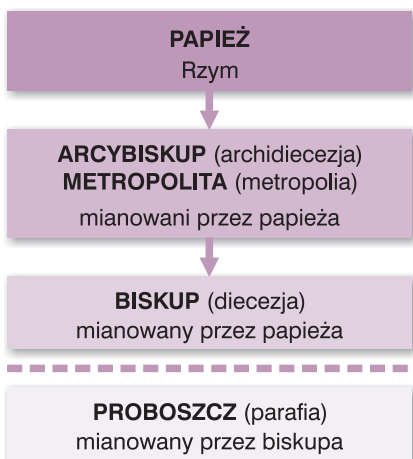 PAPIEŻ
Rzym
ARCYBISKUP (archidiecezja)
METROPOLITA (metropolia)
mianowani przez papieża
BISKUP (diecezja)
mianowany przez papieża
PROBOSZCZ (parafia)
mianowany przez biskupa